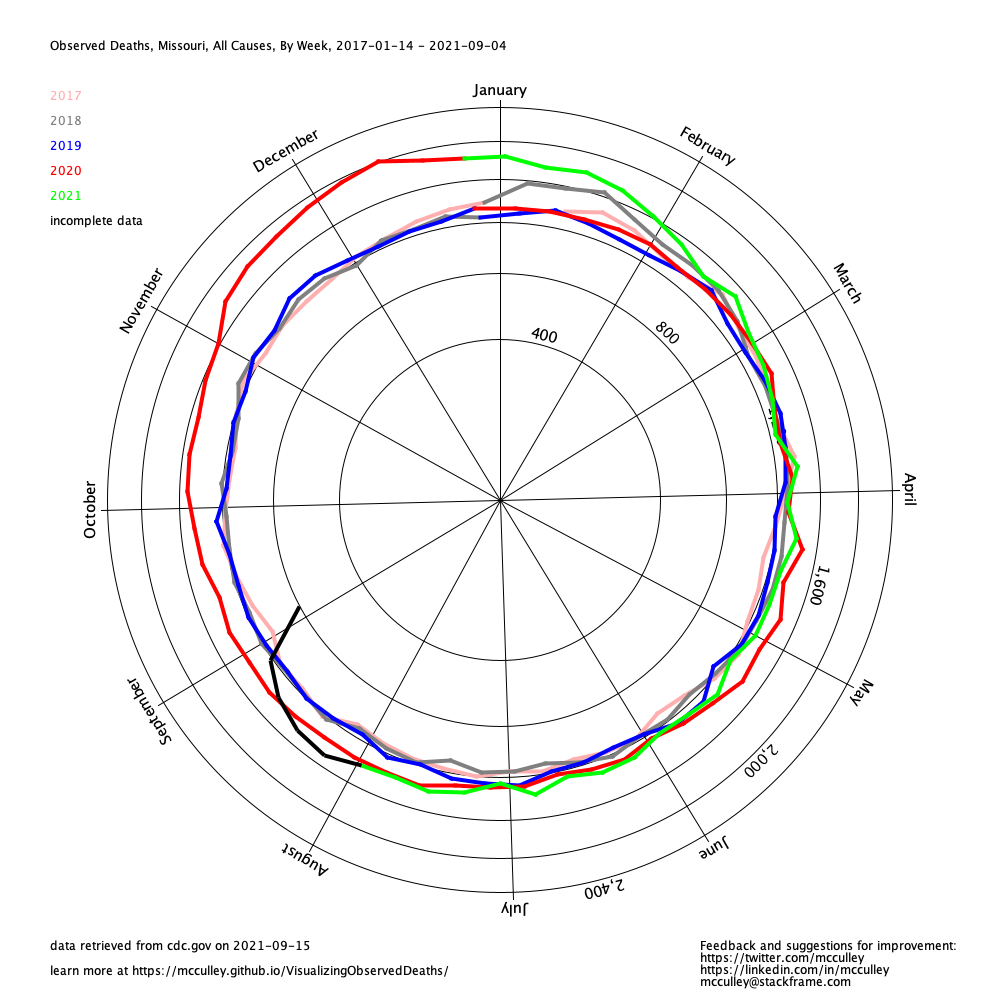 Observed Deaths, Missouri, All Causes, By Week, 2017-01-14 - 2021-09-04
2017
2018
2019
2020
2021
incomplete data
January
February
March
April
May
June
July
August
September
October
November
December
400
800
1,600
2,000
2,400
data retrieved from cdc.gov on 2021-09-15
learn more at https://mcculley.github.io/VisualizingObservedDeaths/
Feedback and suggestions for improvement:
https://twitter.com/mcculley
https://linkedin.com/in/mcculley
mcculley@stackframe.com